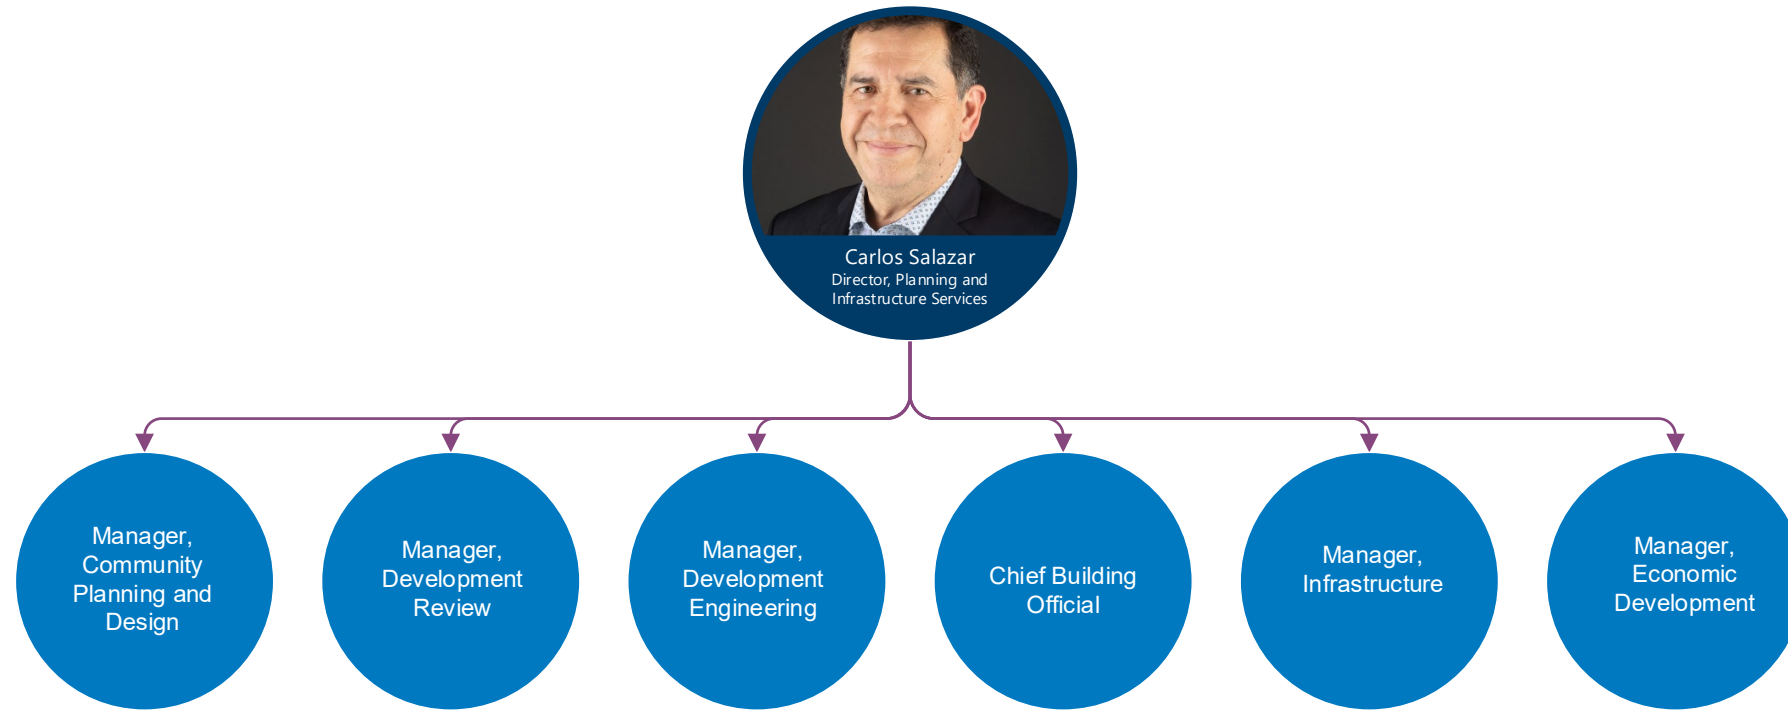 Carlos Salazar
Director, Planning and
Infrastructure Services
Manager,
Community
Planning and
Design
Manager,
Development
Review
Manager,
Development
Engineering
Chief Building
Official
Manager,
Infrastructure
Manager,
Economic
Development